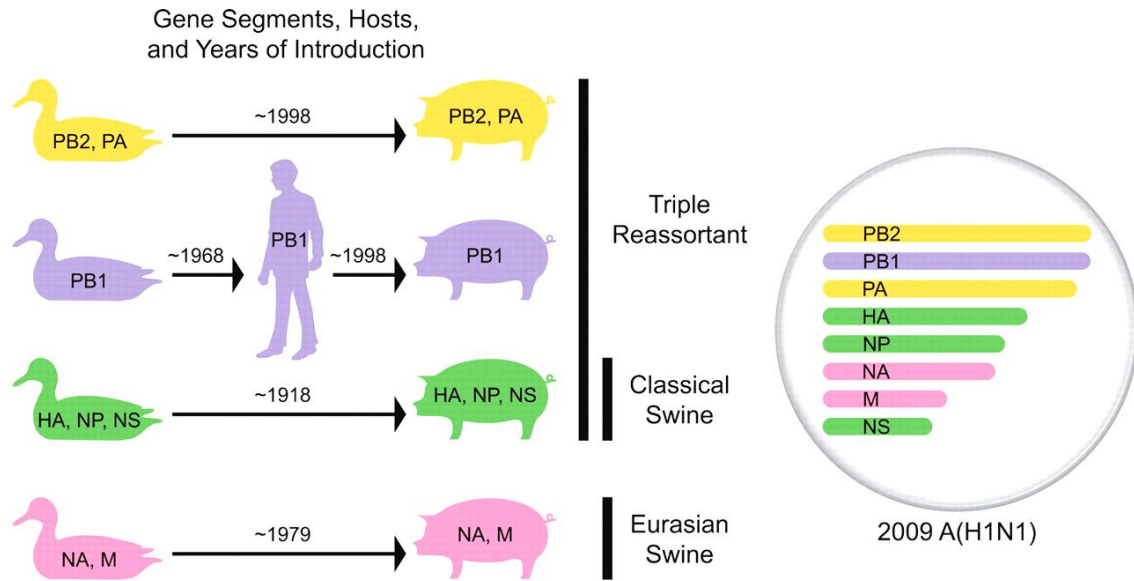 Gene Segments, Hosts,
and Years of Introduction
PB2, PA
~1998
PB2, PA
PB1
~1968
PB1
~1998
PB1
HA, NP, NS
~1918
HA, NP, NS
NA, M
~1979
NA, M
Triple
Reassortant
Classical
Swine
Eurasian
Swine
PB2
PB1
PA
HA
NP
NA
M
NS
2009 A(H1N1)